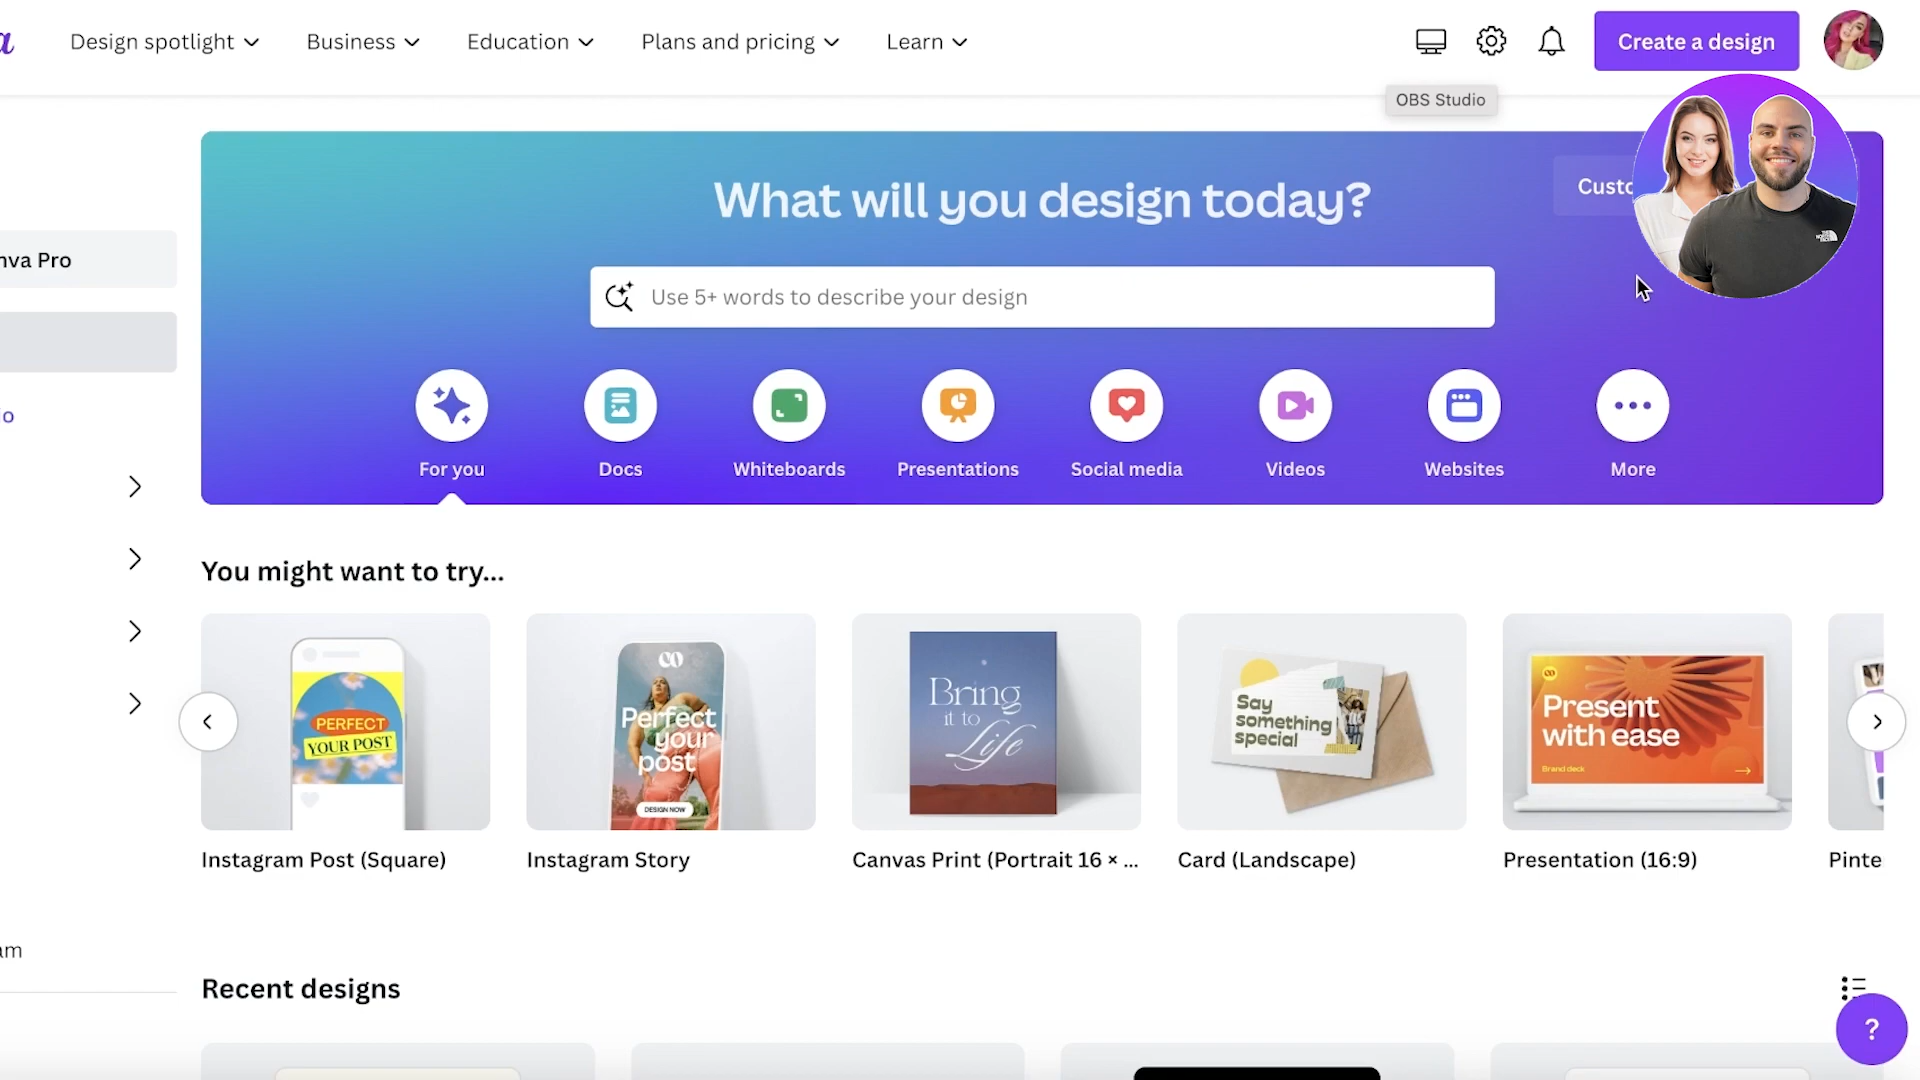 a
Design spotlight
Business
Education
Plans and pricing
Learn
Create a design
OBS Studio
What will you design today?
Custo
THE NORTH FACE
nva Pro
Use 5+ words to describe your design
io
For you
Docs
Whiteboards
Presentations
Social media
Videos
Websites
More
You might want to try...
PERFECT
YOUR POST
Perfect
your
post
DESIGN NOW
Bring
it to
Life
Say
something
special
Present
with ease
Brand deck
Instagram Post (Square)
Instagram Story
Canvas Print (Portrait 16 × ...
Card (Landscape)
Presentation (16:9)
Pinte
am
Recent designs
?